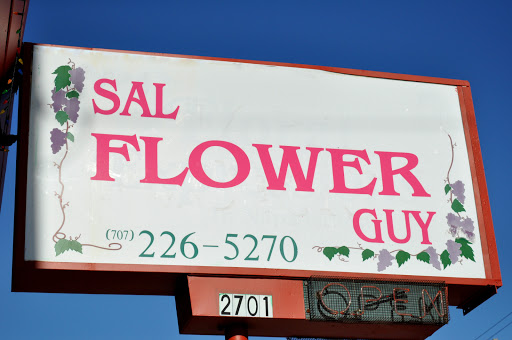 SAL
FLOWER
GUY
(707) 226-5270
2701
OPEN